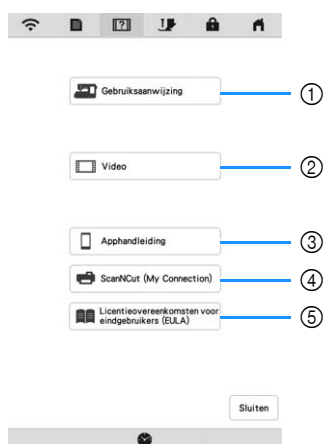 Gebruiksaanwijzing
①
Video
②
Apphandleiding
③
ScanNCut (My Connection)
④
Licentieovereenkomsten voor
eindgebruikers (EULA)
⑤
Sluiten